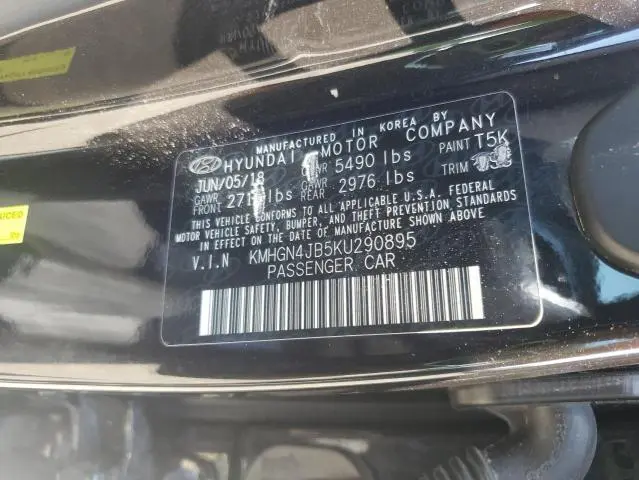 MANUFACTURED IN KOREA BY
HYUNDAI MOTOR COMPANY
JUN/05/18 GVWR 5490 lbs PAINT T5K
GAWR FRONT lbs GAWR REAR 2976 lbs TRIM
THIS VEHICLE CONFORMS TO ALL APPLICABLE U.S.A. FEDERAL
MOTOR VEHICLE SAFETY, BUMPER, AND THEFT PREVENTION STANDARDS
IN EFFECT ON THE DATE OF MANUFACTURE SHOWN ABOVE.
V.I.N KMHGN4JB5KU290895
PASSENGER CAR